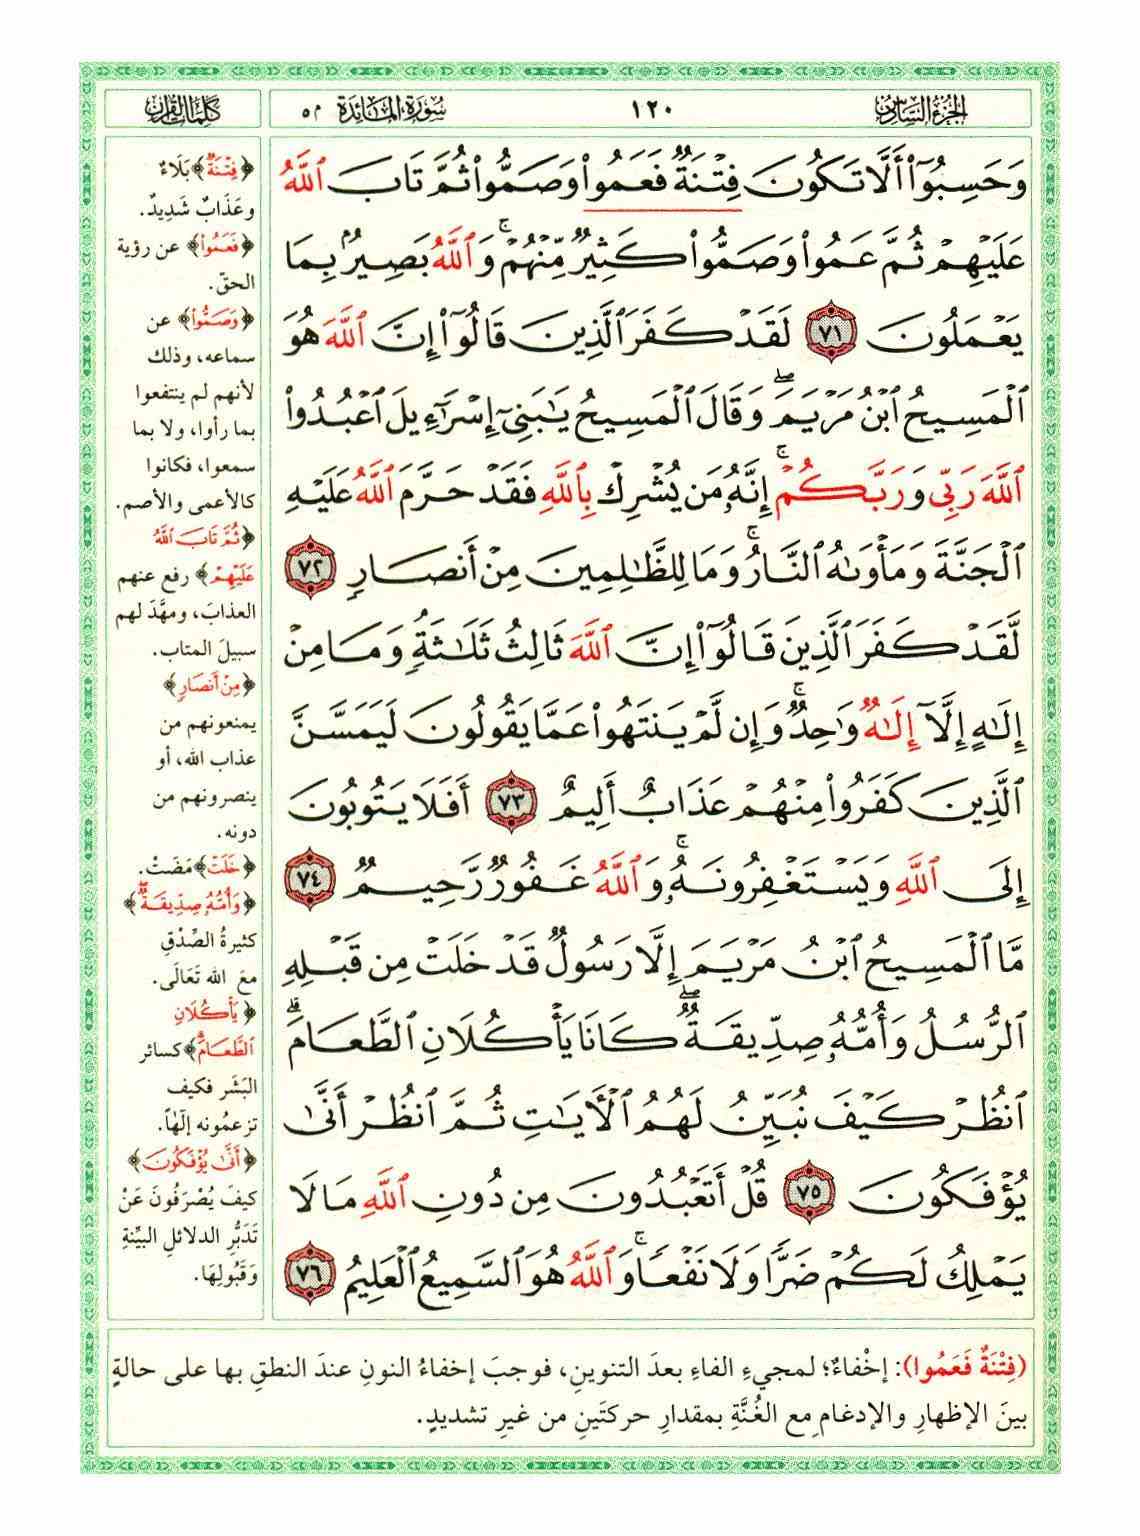 الجزء السادس
١٢٠
سورة المائدة
م ٥
كلمات القرآن
وَحَسِبُوٓا۟ أَلَّا تَكُونَ فِتْنَةٌ فَعَمُوا۟ وَصَمُّوا۟ ثُمَّ تَابَ ٱللَّهُ
عَلَيْهِمْ ثُمَّ عَمُوا۟ وَصَمُّوا۟ كَثِيرٌ مِّنْهُمْ ۚ وَٱللَّهُ بَصِيرٌۢ بِمَا
يَعْمَلُونَ ٧١ لَقَدْ كَفَرَ ٱلَّذِينَ قَالُوٓا۟ إِنَّ ٱللَّهَ هُوَ
ٱلْمَسِيحُ ٱبْنُ مَرْيَمَ ۖ وَقَالَ ٱلْمَسِيحُ يَٰبَنِىٓ إِسْرَٰٓءِيلَ ٱعْبُدُوا۟
ٱللَّهَ رَبِّى وَرَبَّكُمْ ۚ إِنَّهُۥ مَن يُشْرِكْ بِٱللَّهِ فَقَدْ حَرَّمَ ٱللَّهُ عَلَيْهِ
ٱلْجَنَّةَ وَمَأْوَىٰهُ ٱلنَّارُ ۖ وَمَا لِلظَّٰلِمِينَ مِنْ أَنصَارٍ ٧٢
لَّقَدْ كَفَرَ ٱلَّذِينَ قَالُوٓا۟ إِنَّ ٱللَّهَ ثَالِثُ ثَلَٰثَةٍ ۘ وَمَا مِنْ
إِلَٰهٍ إِلَّآ إِلَٰهٌ وَٰحِدٌ ۚ وَإِن لَّمْ يَنتَهُوا۟ عَمَّا يَقُولُونَ لَيَمَسَّنَّ
ٱلَّذِينَ كَفَرُوا۟ مِنْهُمْ عَذَابٌ أَلِيمٌ ٧٣ أَفَلَا يَتُوبُونَ
إِلَى ٱللَّهِ وَيَسْتَغْفِرُونَهُۥ ۚ وَٱللَّهُ غَفُورٌ رَّحِيمٌ ٧٤
مَّا ٱلْمَسِيحُ ٱبْنُ مَرْيَمَ إِلَّا رَسُولٌ قَدْ خَلَتْ مِن قَبْلِهِ
ٱلرُّسُلُ وَأُمُّهُۥ صِدِّيقَةٌ ۖ كَانَا يَأْكُلَانِ ٱلطَّعَامَ ۗ
ٱنظُرْ كَيْفَ نُبَيِّنُ لَهُمُ ٱلْءَايَٰتِ ثُمَّ ٱنظُرْ أَنَّىٰ
يُؤْفَكُونَ ٧٥ قُلْ أَتَعْبُدُونَ مِن دُونِ ٱللَّهِ مَا لَا
يَمْلِكُ لَكُمْ ضَرًّا وَلَا نَفْعًا ۚ وَٱللَّهُ هُوَ ٱلسَّمِيعُ ٱلْعَلِيمُ ٧٦
﴿فِتْنَةٌ﴾ بَلَاءٌ
وعَذَابٌ شَدِيدٌ.
﴿فَعَمُوا۟﴾ عن رؤية
الحقّ.
﴿وَصَمُّوا۟﴾ عن
سماعه، وذلك
لأنهم لم ينتفعوا
بما رأوا، ولا بما
سمعوا، فكانوا
كالأعمى والأصم.
﴿ثُمَّ تَابَ ٱللَّهُ
عَلَيْهِمْ﴾ رفع عنهم
العذابَ، ومهَّدَ لهم
سبيلَ المتاب.
﴿مِنْ أَنصَارٍ﴾
يمنعونهم من
عذاب الله، أو
ينصرونهم من
دونه.
﴿خَلَتْ﴾ مَضَتْ.
﴿وَأُمُّهُۥ صِدِّيقَةٌ ۖ﴾
كثيرةُ الصِّدْقِ
معَ الله تَعَالَى.
﴿يَأْكُلَانِ
ٱلطَّعَامَ ۗ﴾ كسائر
البَشَر فكيف
تزعمُونه إلٰهاً.
﴿أَنَّىٰ يُؤْفَكُونَ﴾
كيفَ يُصْرَفُونَ عَنْ
تَدَبُّرِ الدلائلِ البيِّنةِ
وَقَبُولِهَا.
(فِتْنَةٌ فَعَمُوا): إخْفاءٌ؛ لمجيءِ الفاءِ بعدَ التنوينِ، فوجبَ إخفاءُ النونِ عندَ النطقِ بها على حالةٍ
بينَ الإظهارِ والإدغامِ مع الغُنَّةِ بمقدارِ حركتَينِ من غيرِ تشديدٍ.